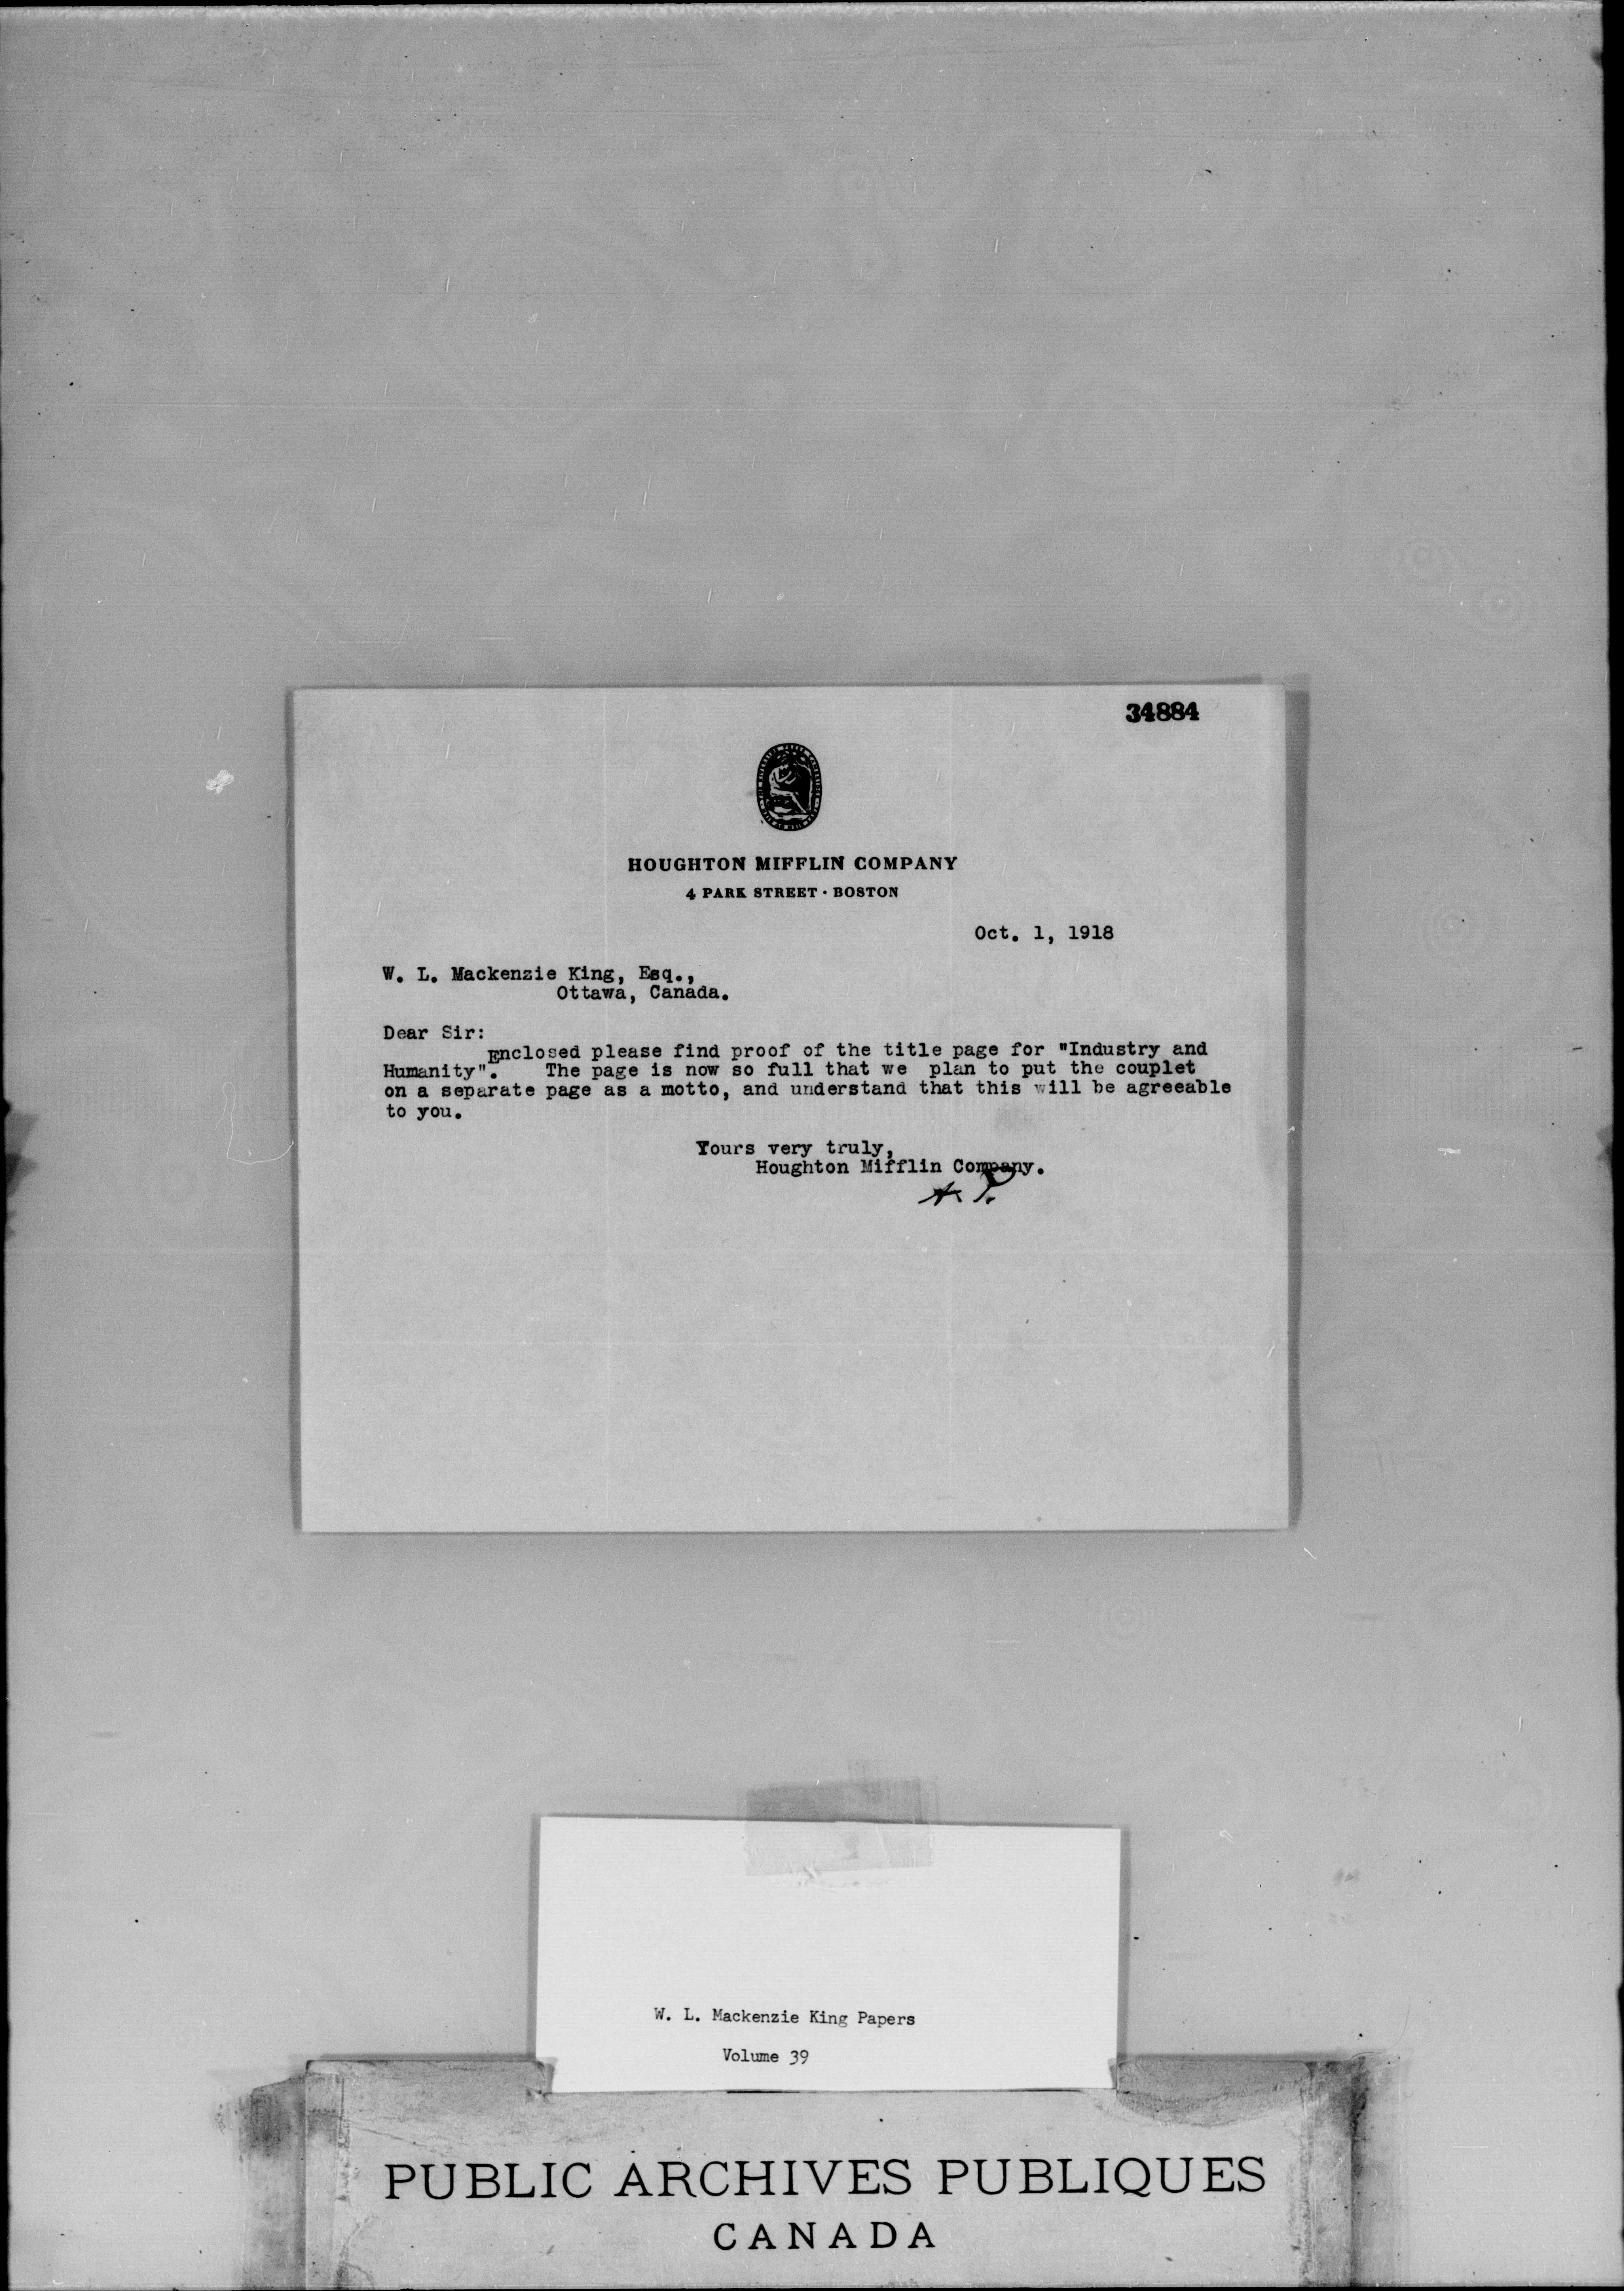 34884
HOUGHTON MIFFLIN COMPANY
4 PARK STREET · BOSTON
Oct. 1, 1918
W. L. Mackenzie King, Esq.,
Ottawa, Canada.
Dear Sir:
Enclosed please find proof of the title page for "Industry and
Humanity". The page is now so full that we plan to put the couplet
on a separate page as a motto, and understand that this will be agreeable
to you.
Yours very truly,
Houghton Mifflin Company.
W. L. Mackenzie King Papers
Volume 39
PUBLIC ARCHIVES PUBLIQUES
CANADA